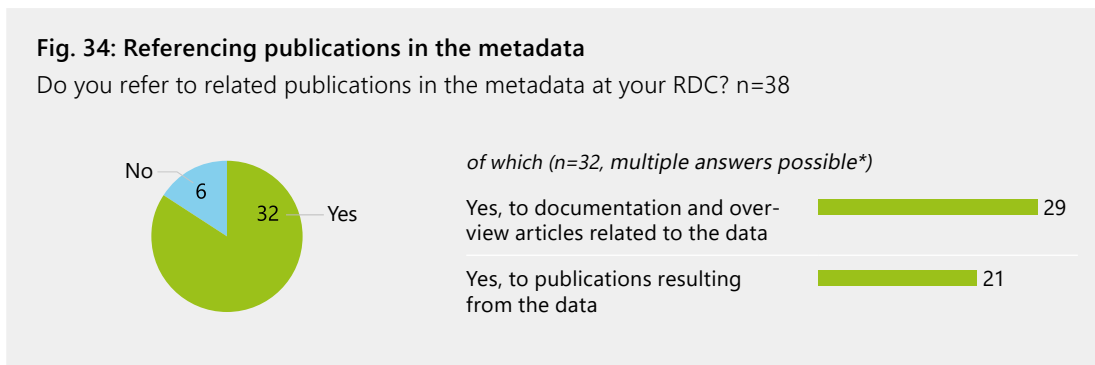 Fig. 34: Referencing publications in the metadata
Do you refer to related publications in the metadata at your RDC? n=38
No
6
32
Yes
of which (n=32, multiple answers possible*)
Yes, to documentation and over-
view articles related to the data
29
Yes, to publications resulting
from the data
21